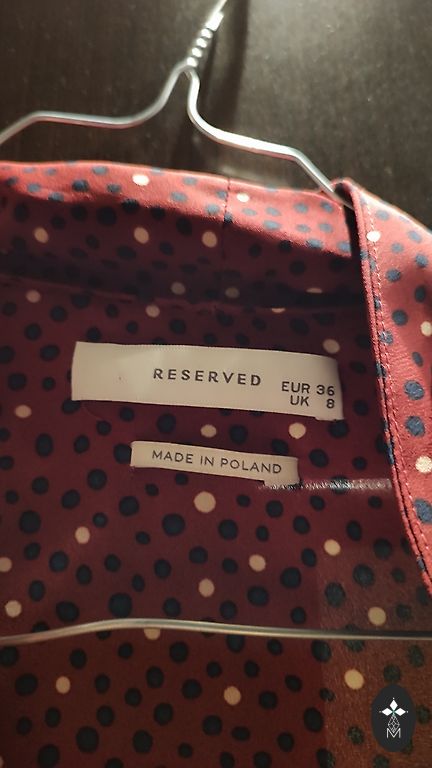 RESERVED
EUR 36
UK 8
MADE IN POLAND
M